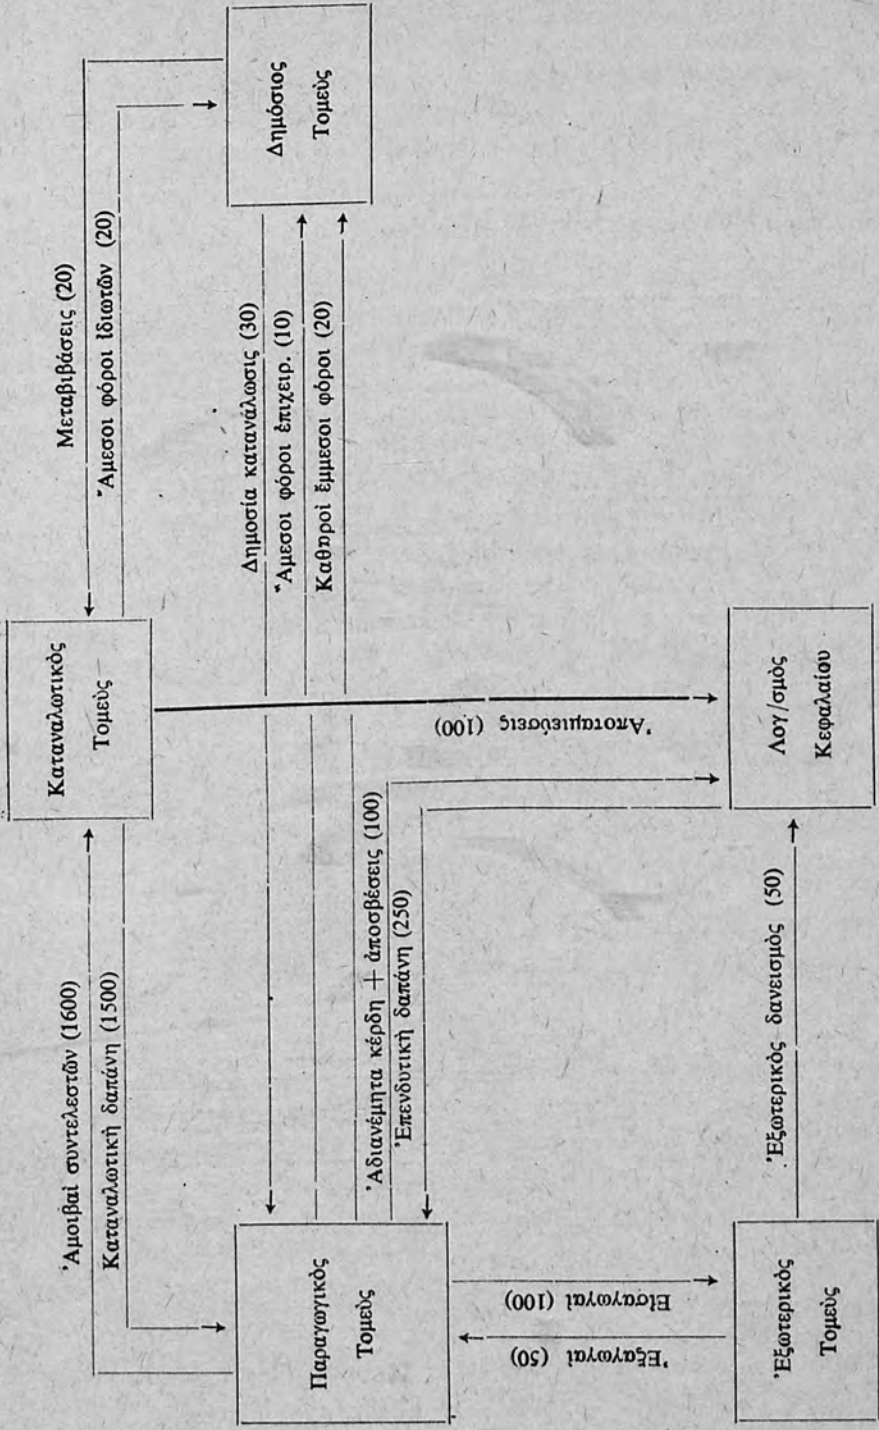 Καταναλωτικὸς
Τομεὺς
Δημόσιος
Τομεὺς
Παραγωγικὸς
Τομεὺς
Λογ/σμὸς
Κεφαλαίου
Ἐξωτερικὸς
Τομεὺς
Ἀμοιβαὶ συντελεστῶν (1600)
Καταναλωτικὴ δαπάνη (1500)
Μεταβιβάσεις (20)
Ἄμεσοι φόροι ἰδιωτῶν (20)
Δημοσία κατανάλωσις (30)
Ἄμεσοι φόροι ἐπιχειρ. (10)
Καθαροὶ ἔμμεσοι φόροι (20)
Ἀποταμιεύσεις (100)
Ἀδιανέμητα κέρδη + ἀποσβέσεις (100)
Ἐπενδυτικὴ δαπάνη (250)
Εἰσαγωγαὶ (100)
Ἐξαγωγαὶ (50)
Ἐξωτερικὸς δανεισμὸς (50)